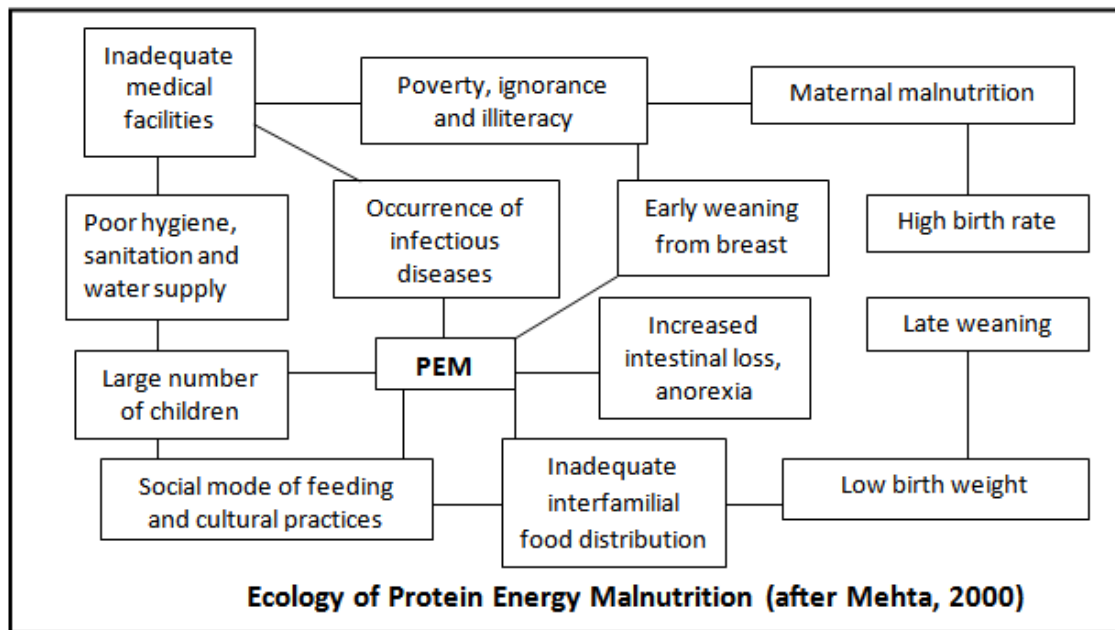 Inadequate
medical
facilities
Poverty, ignorance
and illiteracy
Maternal malnutrition
Poor hygiene,
sanitation and
water supply
Occurrence of
infectious
diseases
Early weaning
from breast
High birth rate
Large number
of children
PEM
Increased
intestinal loss,
anorexia
Late weaning
Social mode of feeding
and cultural practices
Inadequate
interfamilial
food distribution
Low birth weight
Ecology of Protein Energy Malnutrition (after Mehta, 2000)